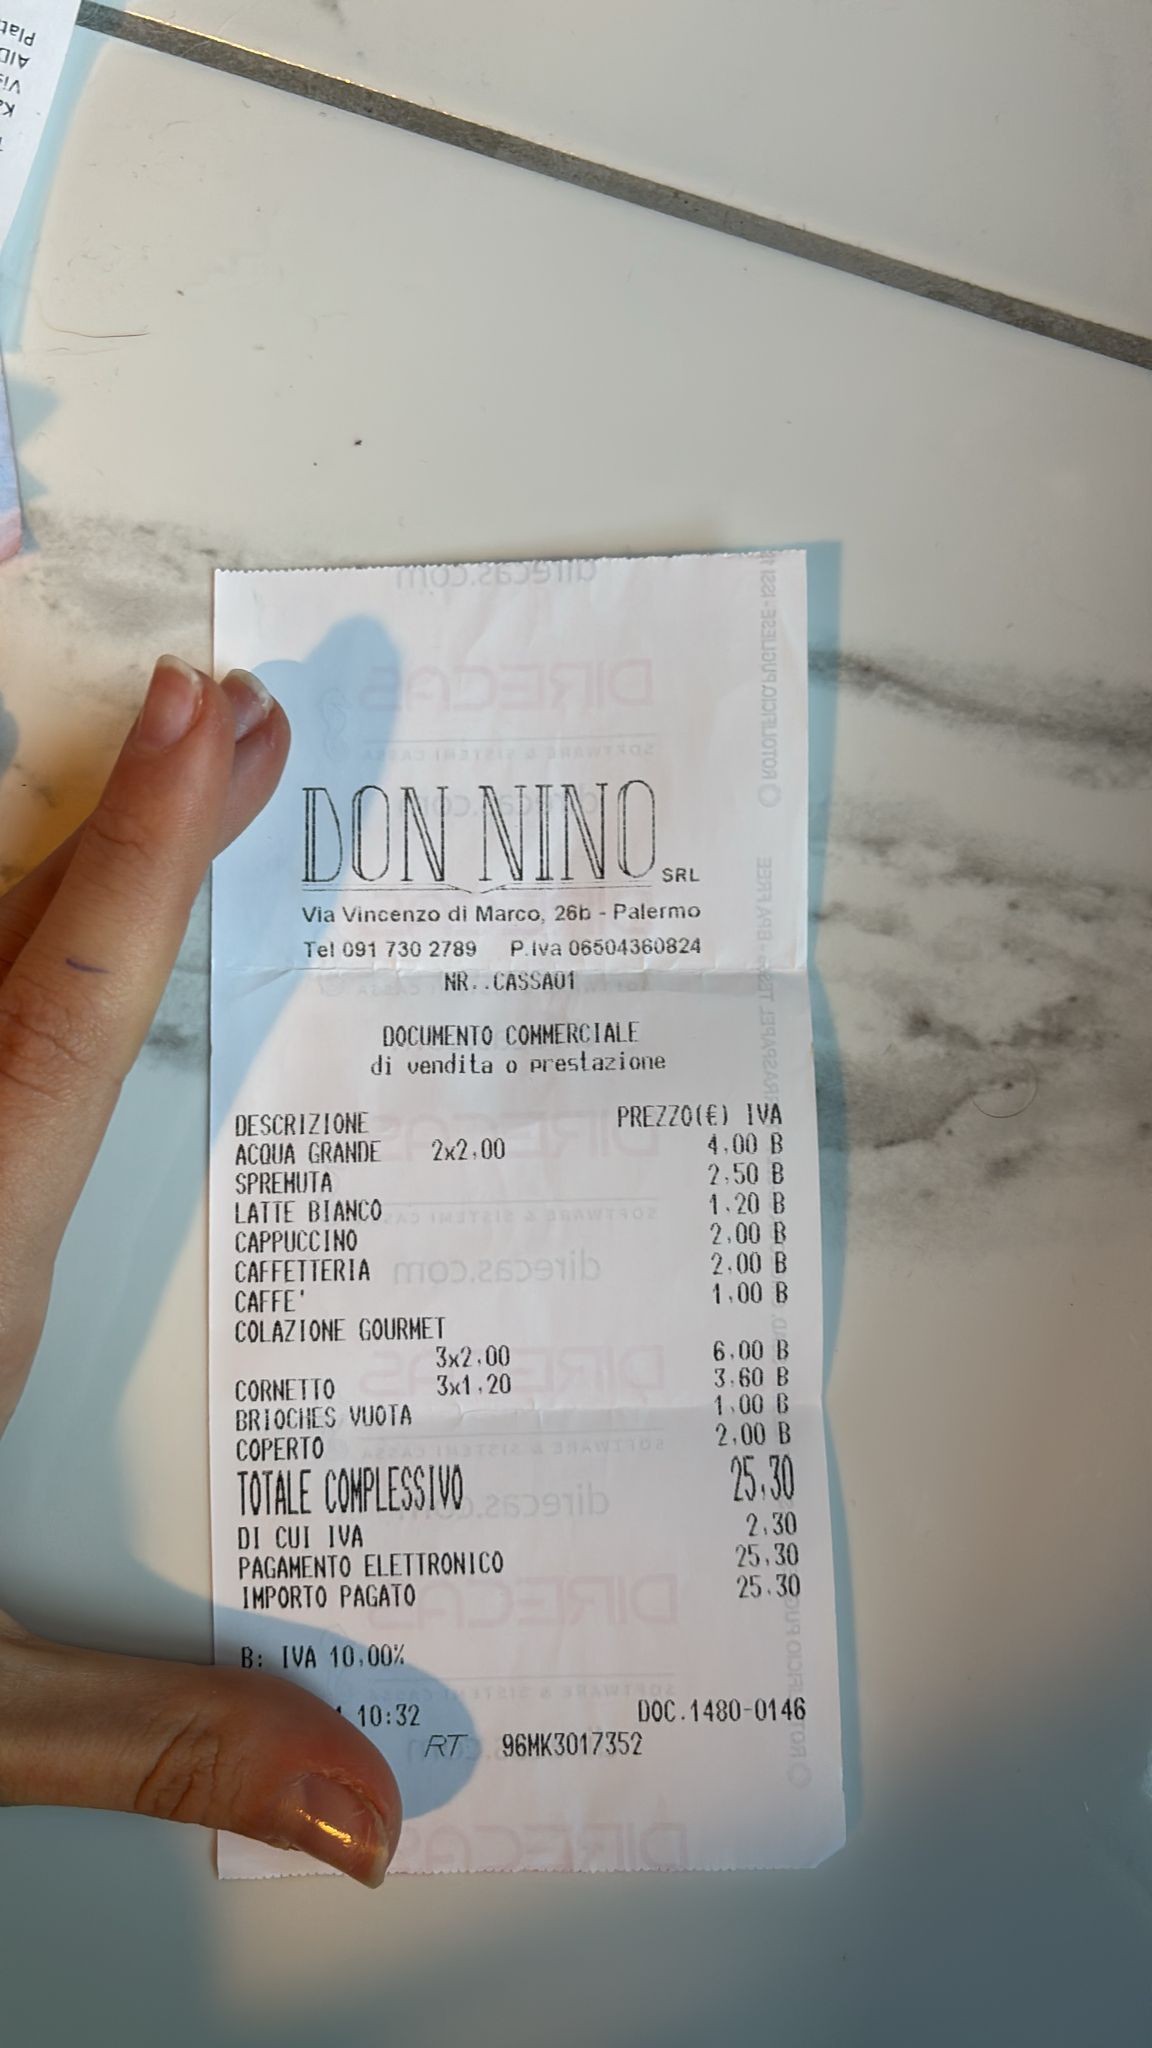 DON NINO SRL
Via Vincenzo di Marco, 26b - Palermo
Tel 091 730 2789 P.Iva 06504360824
NR..CASSA01
DOCUMENTO COMMERCIALE
di vendita o prestazione
DESCRIZIONE PREZZO(€) IVA
ACQUA GRANDE 2x2,00 4,00 B
SPREMUTA 2,50 B
LATTE BIANCO 1,20 B
CAPPUCCINO 2,00 B
CAFFETTERIA 2,00 B
CAFFE' 1,00 B
COLAZIONE GOURMET
3x2,00 6,00 B
CORNETTO 3x1,20 3,60 B
BRIOCHES VUOTA 1,00 B
COPERTO 2,00 B
TOTALE COMPLESSIVO 25,30
DI CUI IVA 2,30
PAGAMENTO ELETTRONICO 25,30
IMPORTO PAGATO 25,30
B: IVA 10,00%
10:32 DOC.1480-0146
RT 96MK3017352
direcas.com
DIRECAS
SOFTWARE & SISTEMI CASSA